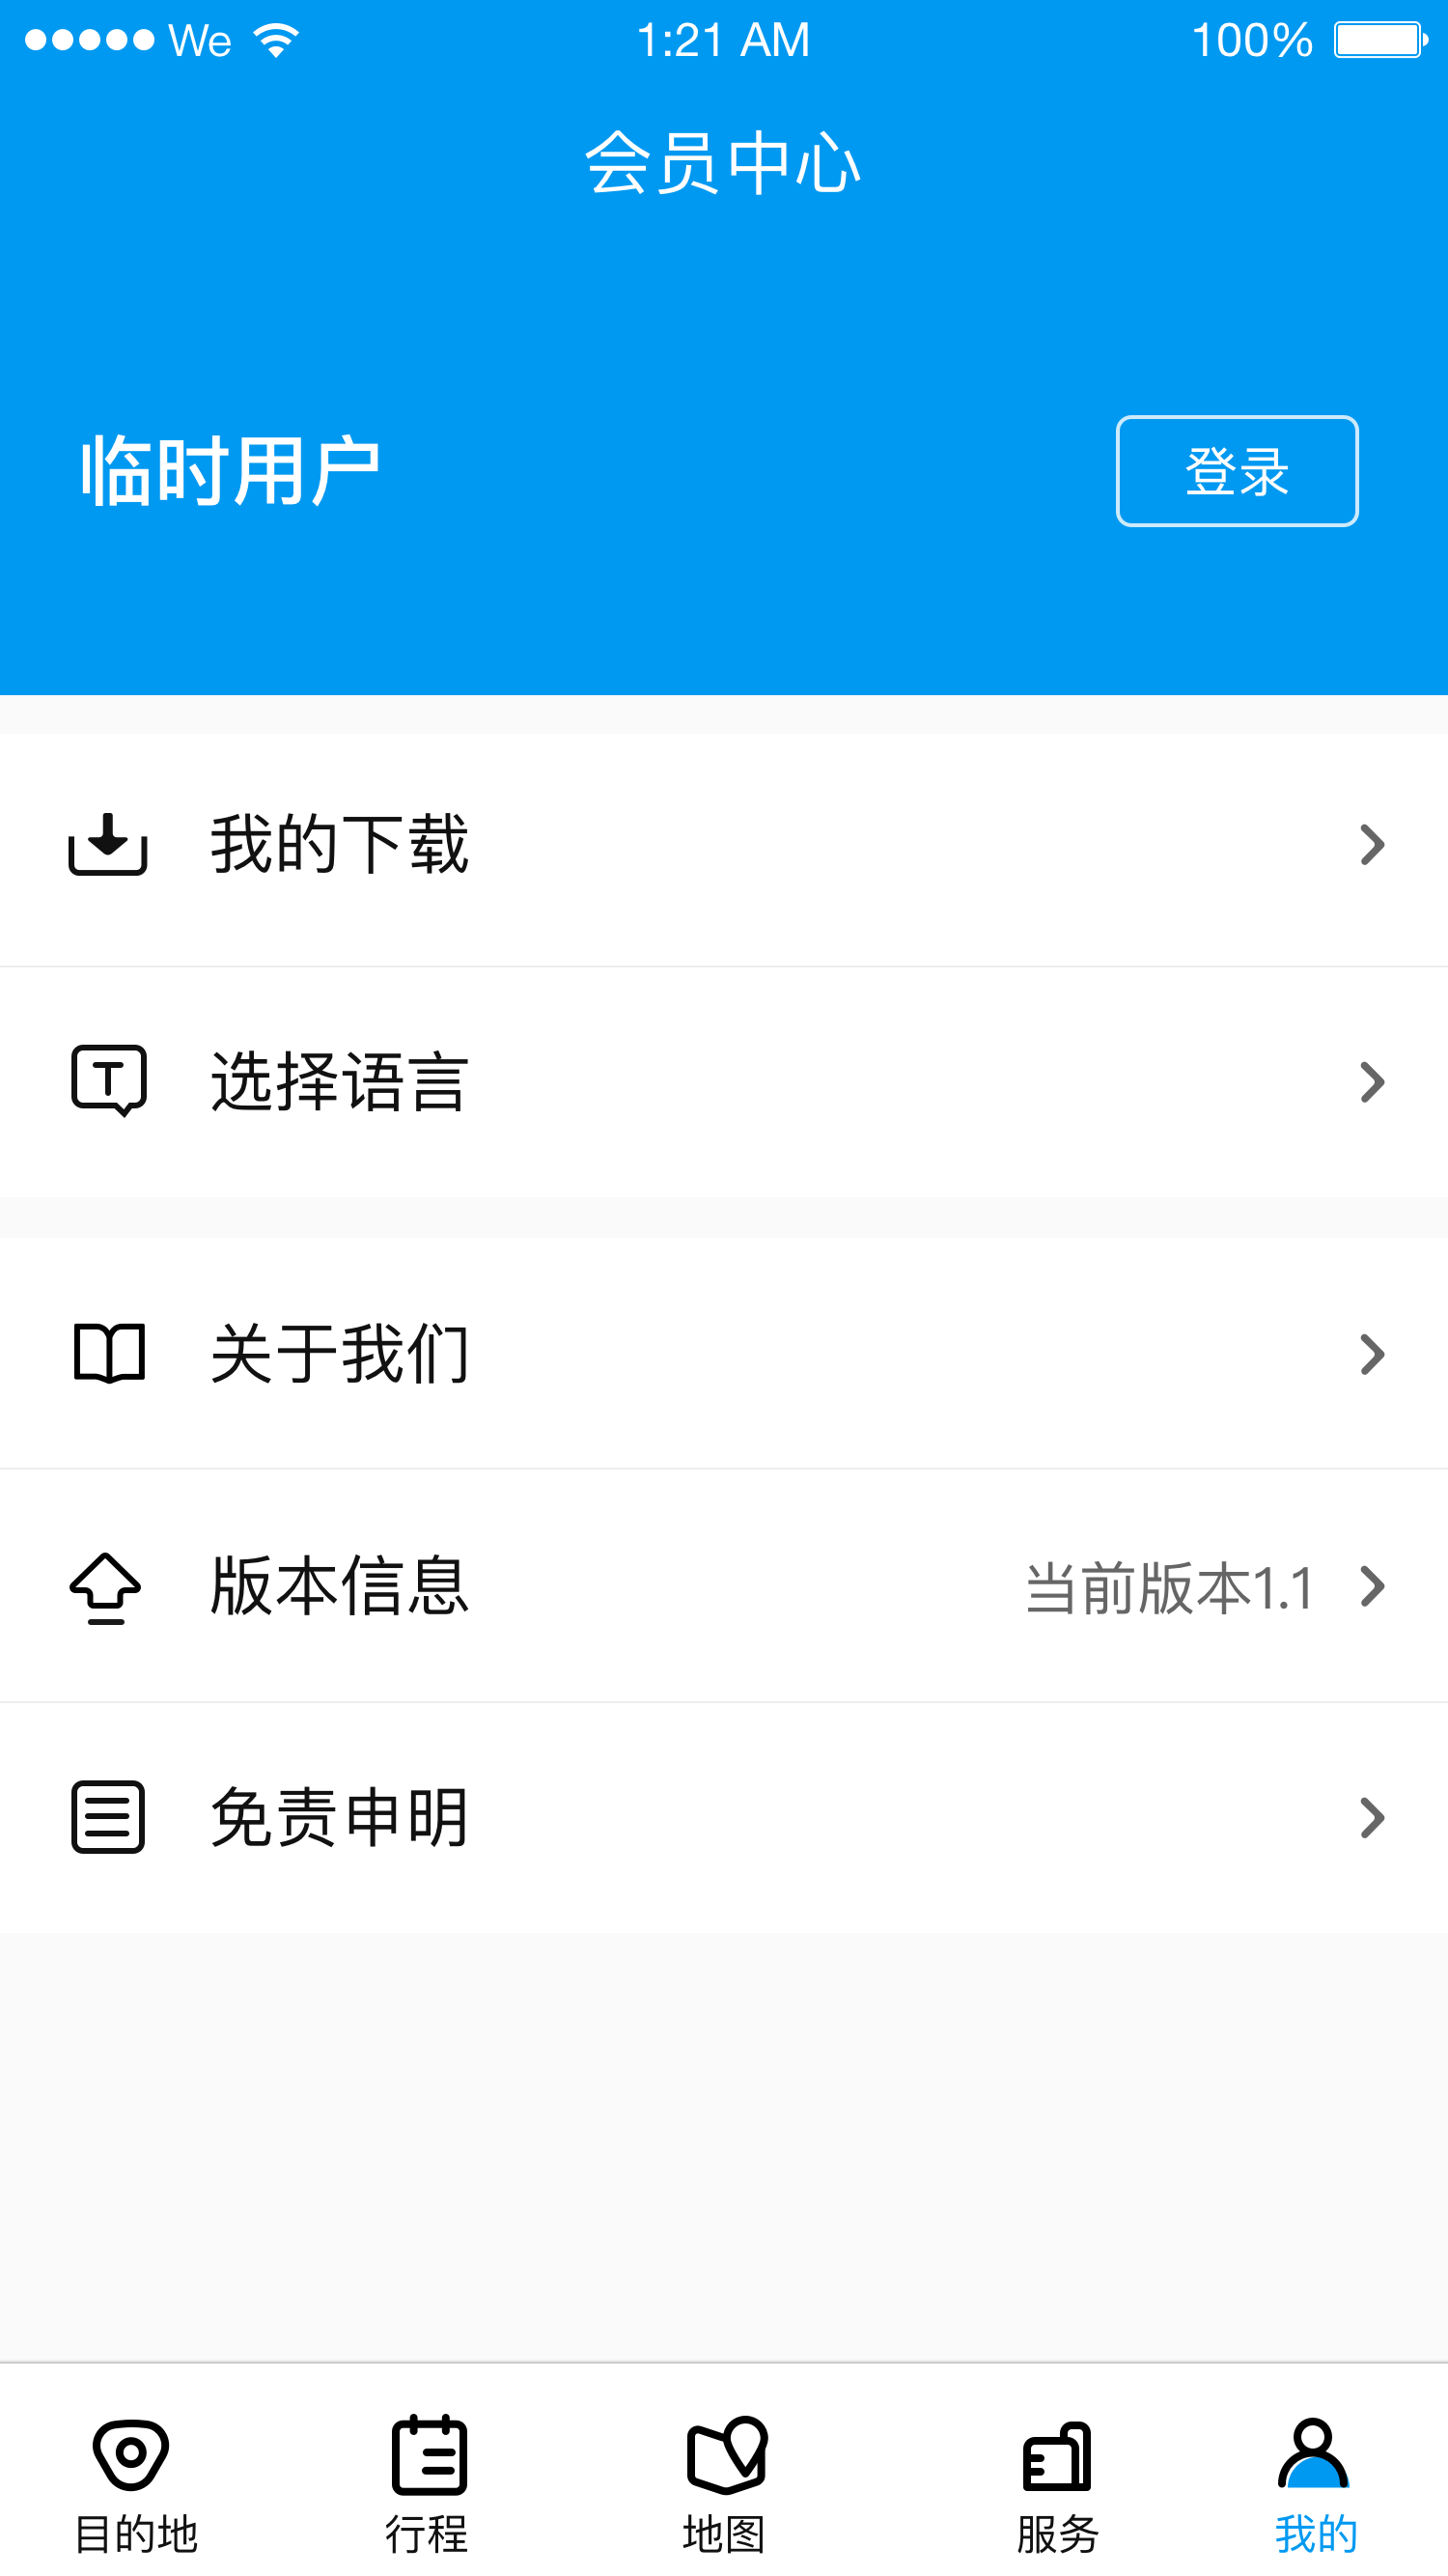 We 1:21 AM 100%
会员中心
临时用户 登录
我的下载
T 选择语言
关于我们
版本信息 当前版本1.1
免责申明
目的地 行程 地图 服务 我的